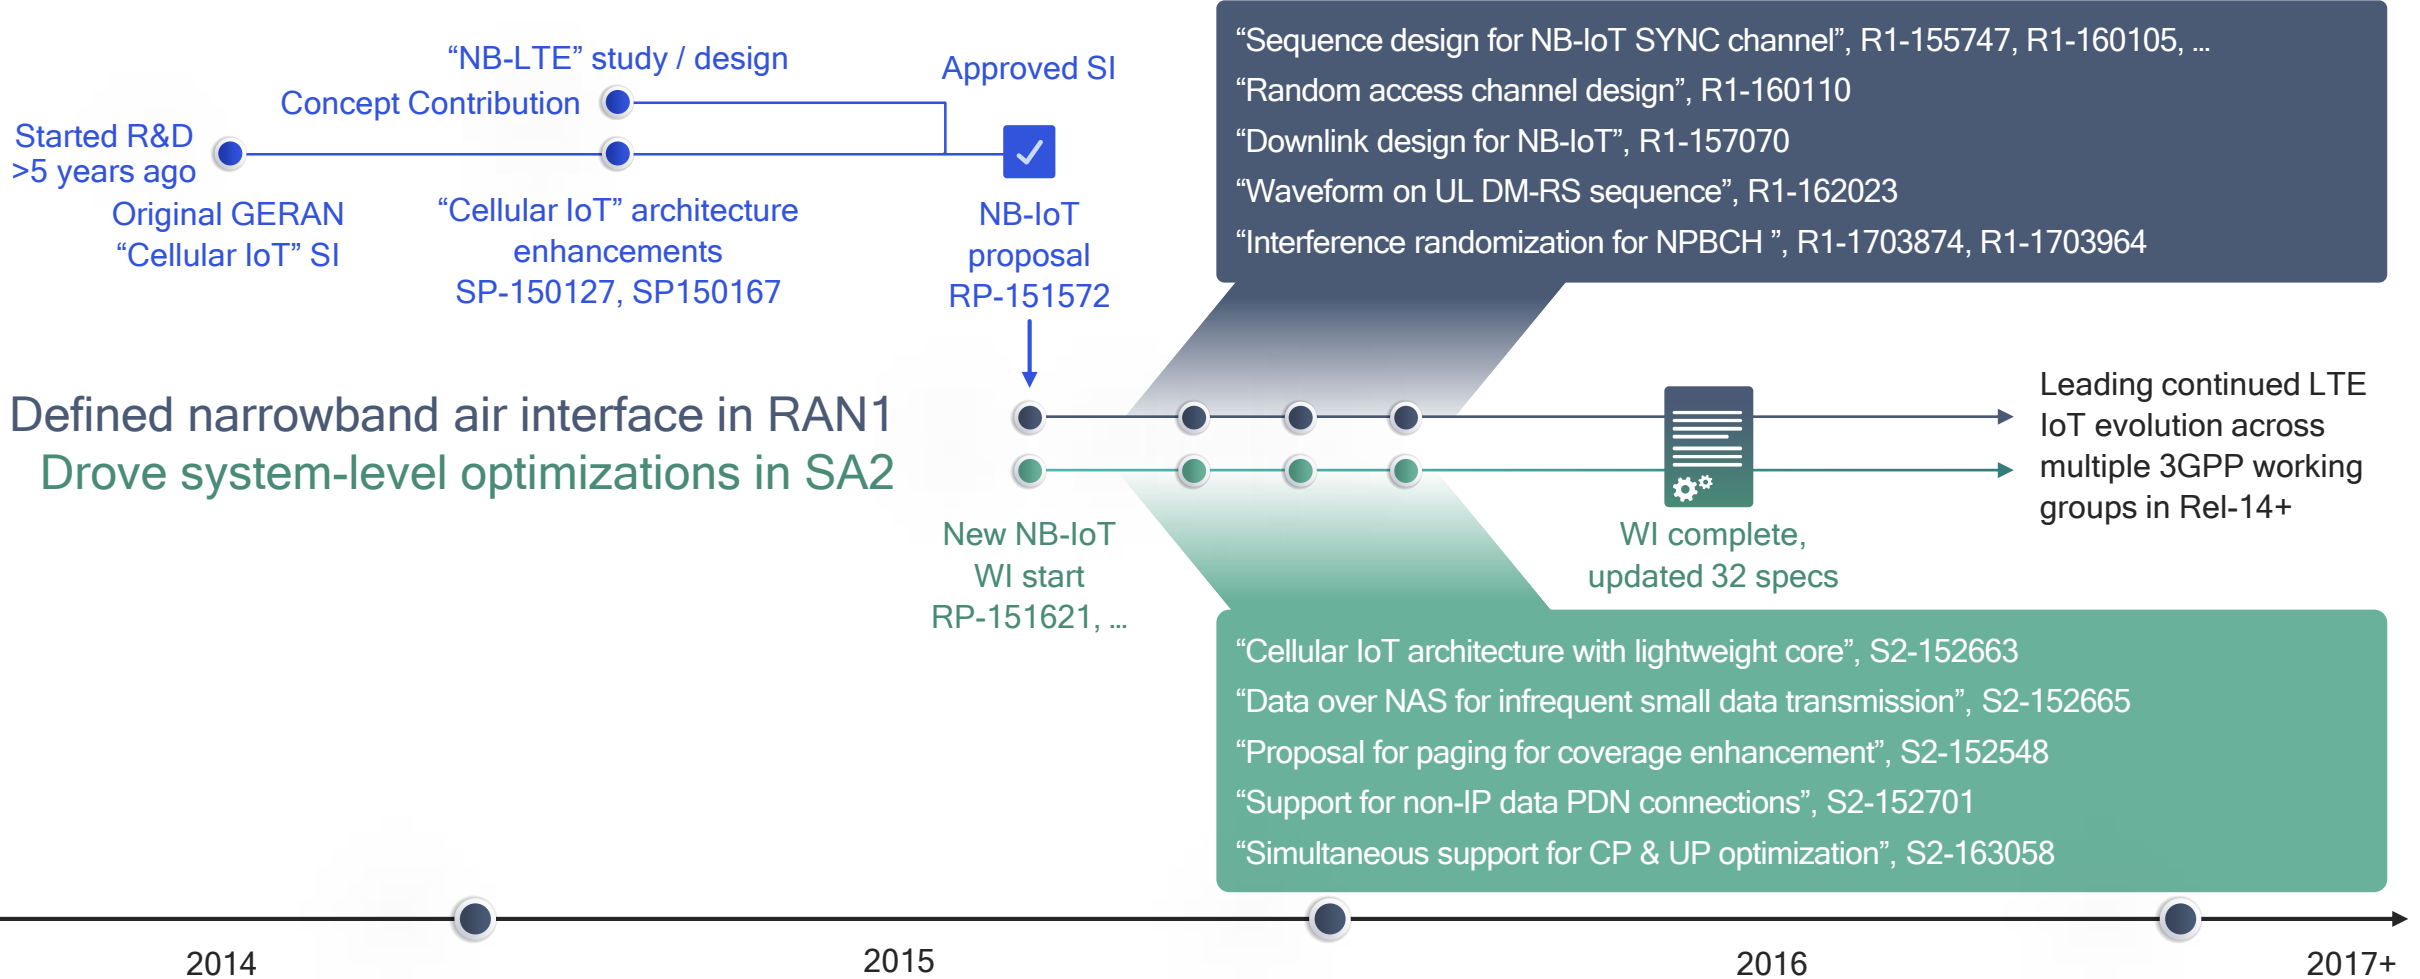 “NB-LTE” study / design
Concept Contribution
Approved SI
Started R&D
>5 years ago
Original GERAN
“Cellular IoT” SI
“Cellular IoT” architecture
enhancements
SP-150127, SP150167
NB-IoT
proposal
RP-151572
“Sequence design for NB-IoT SYNC channel”, R1-155747, R1-160105, ...
“Random access channel design”, R1-160110
“Downlink design for NB-IoT”, R1-157070
“Waveform on UL DM-RS sequence”, R1-162023
“Interference randomization for NPBCH ”, R1-1703874, R1-1703964
Defined narrowband air interface in RAN1
Drove system-level optimizations in SA2
Leading continued LTE
IoT evolution across
multiple 3GPP working
groups in Rel-14+
New NB-IoT
WI start
RP-151621, ...
WI complete,
updated 32 specs
“Cellular IoT architecture with lightweight core”, S2-152663
“Data over NAS for infrequent small data transmission”, S2-152665
“Proposal for paging for coverage enhancement”, S2-152548
“Support for non-IP data PDN connections”, S2-152701
“Simultaneous support for CP & UP optimization”, S2-163058
2014
2015
2016
2017+